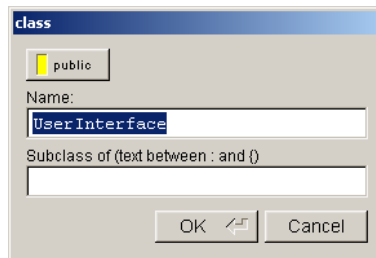 class
public
Name:
UserInterface
Subclass of (text between : and {)
OK
Cancel